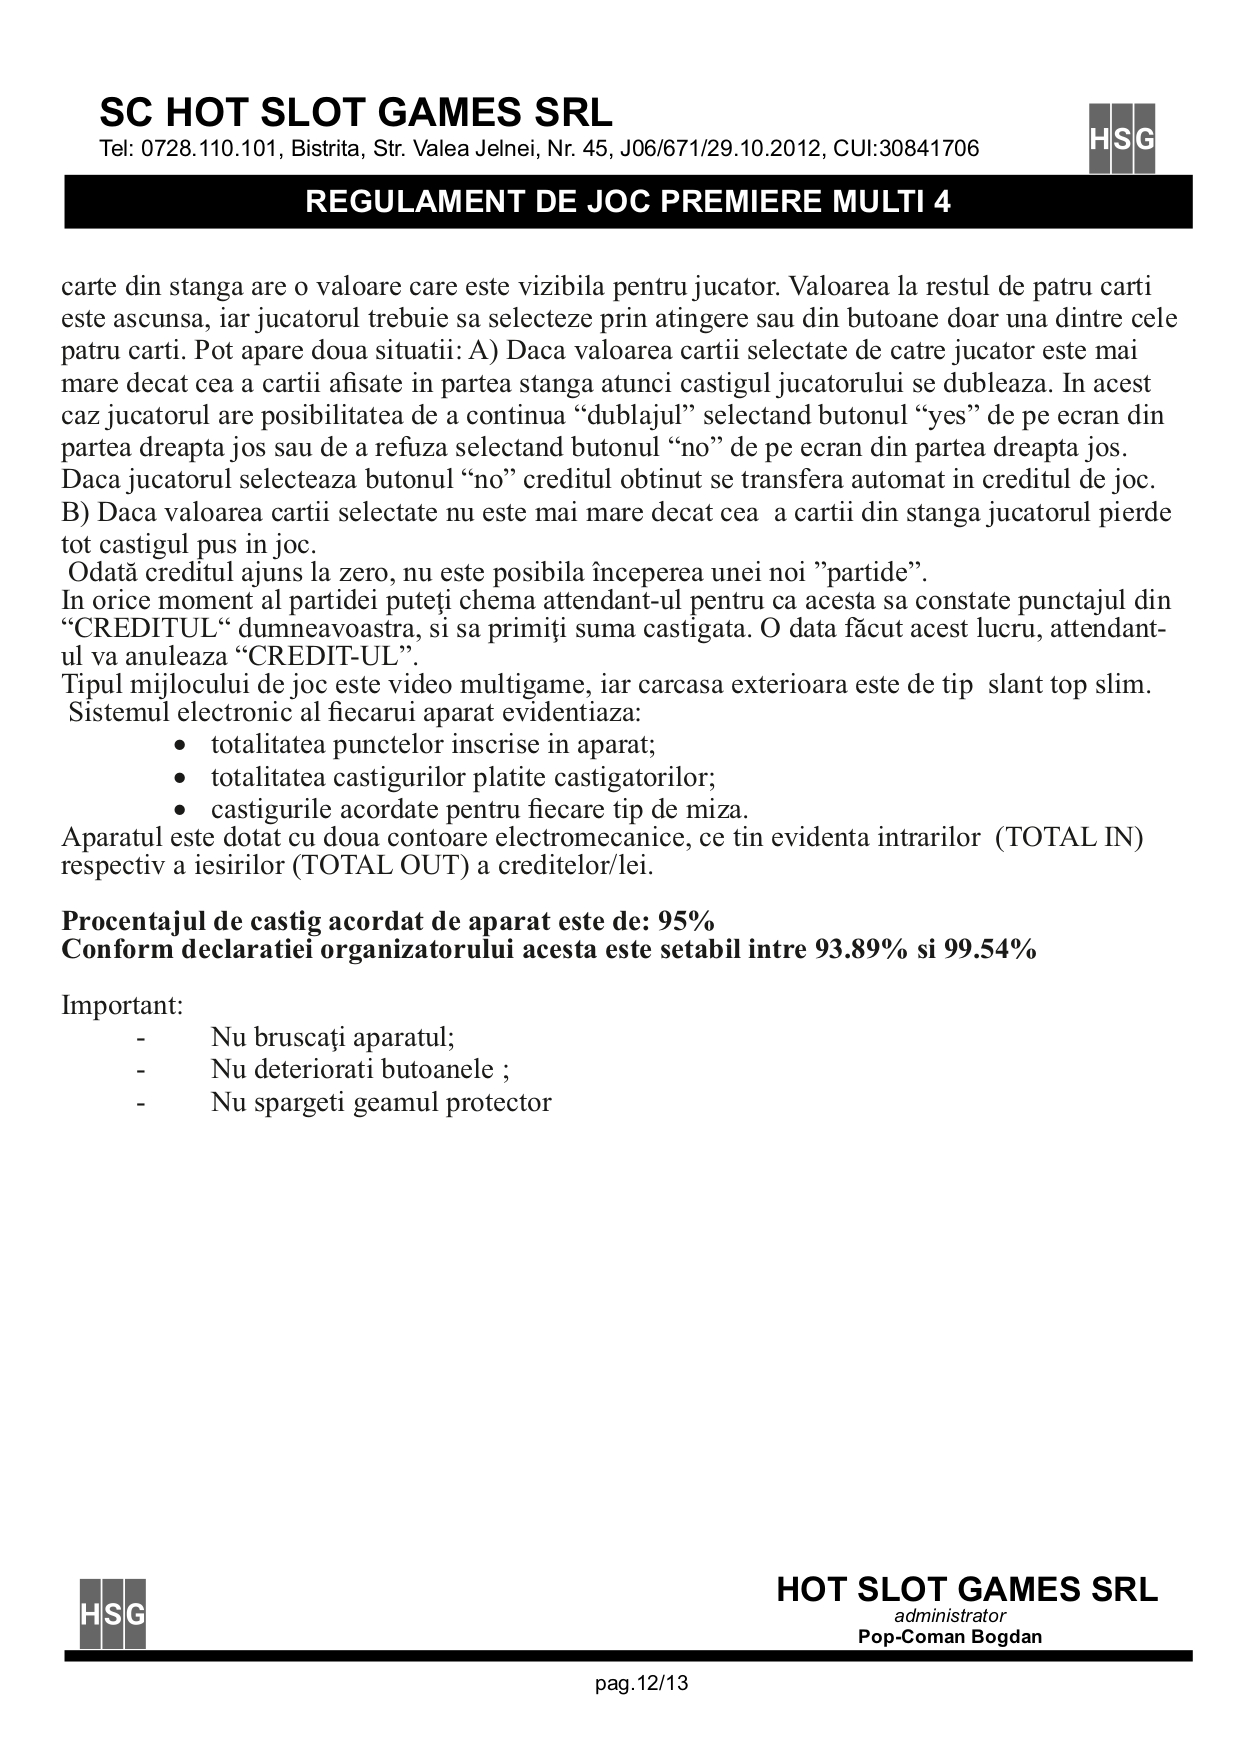 SC HOT SLOT GAMES SRL
Tel: 0728.110.101, Bistrita, Str. Valea Jelnei, Nr. 45, J06/671/29.10.2012, CUI:30841706
HSG
REGULAMENT DE JOC PREMIERE MULTI 4
carte din stanga are o valoare care este vizibila pentru jucator. Valoarea la restul de patru carti
este ascunsa, iar jucatorul trebuie sa selecteze prin atingere sau din butoane doar una dintre cele
patru carti. Pot apare doua situatii: A) Daca valoarea cartii selectate de catre jucator este mai
mare decat cea a cartii afisate in partea stanga atunci castigul jucatorului se dubleaza. In acest
caz jucatorul are posibilitatea de a continua “dublajul” selectand butonul “yes” de pe ecran din
partea dreapta jos sau de a refuza selectand butonul “no” de pe ecran din partea dreapta jos.
Daca jucatorul selecteaza butonul “no” creditul obtinut se transfera automat in creditul de joc.
B) Daca valoarea cartii selectate nu este mai mare decat cea  a cartii din stanga jucatorul pierde
tot castigul pus in joc.
Odată creditul ajuns la zero, nu este posibila începerea unei noi ”partide”.
In orice moment al partidei puteţi chema attendant-ul pentru ca acesta sa constate punctajul din
“CREDITUL“ dumneavoastra, si sa primiţi suma castigata. O data făcut acest lucru, attendant-
ul va anuleaza “CREDIT-UL”.
Tipul mijlocului de joc este video multigame, iar carcasa exterioara este de tip  slant top slim.
Sistemul electronic al fiecarui aparat evidentiaza:
• totalitatea punctelor inscrise in aparat;
• totalitatea castigurilor platite castigatorilor;
• castigurile acordate pentru fiecare tip de miza.
Aparatul este dotat cu doua contoare electromecanice, ce tin evidenta intrarilor  (TOTAL IN)
respectiv a iesirilor (TOTAL OUT) a creditelor/lei.
Procentajul de castig acordat de aparat este de: 95%
Conform declaratiei organizatorului acesta este setabil intre 93.89% si 99.54%
Important:
- Nu bruscaţi aparatul;
- Nu deteriorati butoanele ;
- Nu spargeti geamul protector
HSG
HOT SLOT GAMES SRL
administrator
Pop-Coman Bogdan
pag.12/13